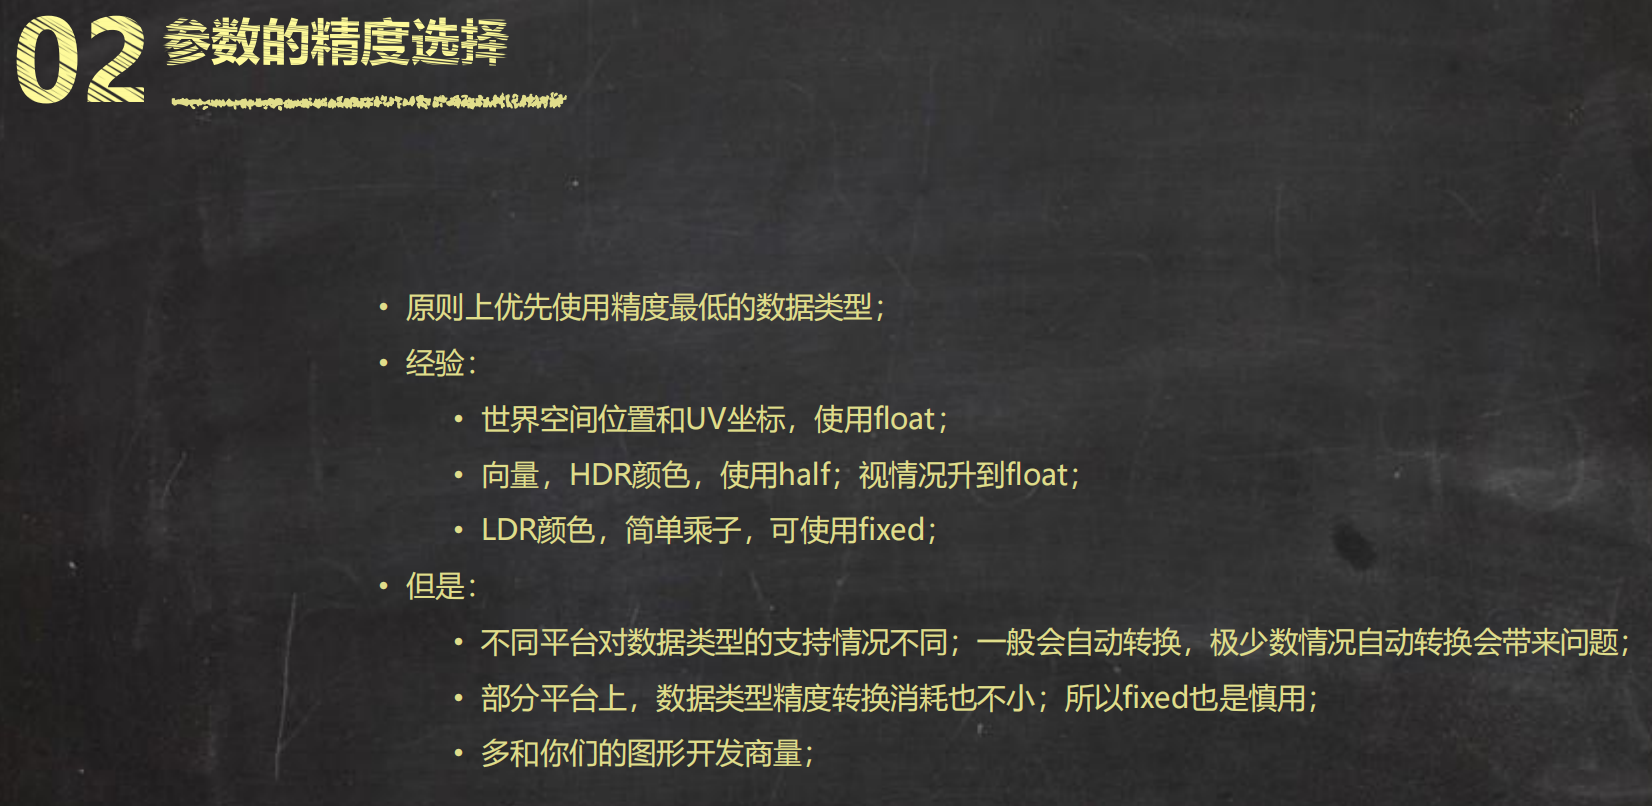 02 参数的精度选择
• 原则上优先使用精度最低的数据类型；
• 经验：
• 世界空间位置和UV坐标，使用float；
• 向量，HDR颜色，使用half；视情况升到float；
• LDR颜色，简单乘子，可使用fixed；
• 但是：
• 不同平台对数据类型的支持情况不同；一般会自动转换，极少数情况自动转换会带来问题；
• 部分平台上，数据类型精度转换消耗也不小；所以fixed也是慎用；
• 多和你们的图形开发商量；